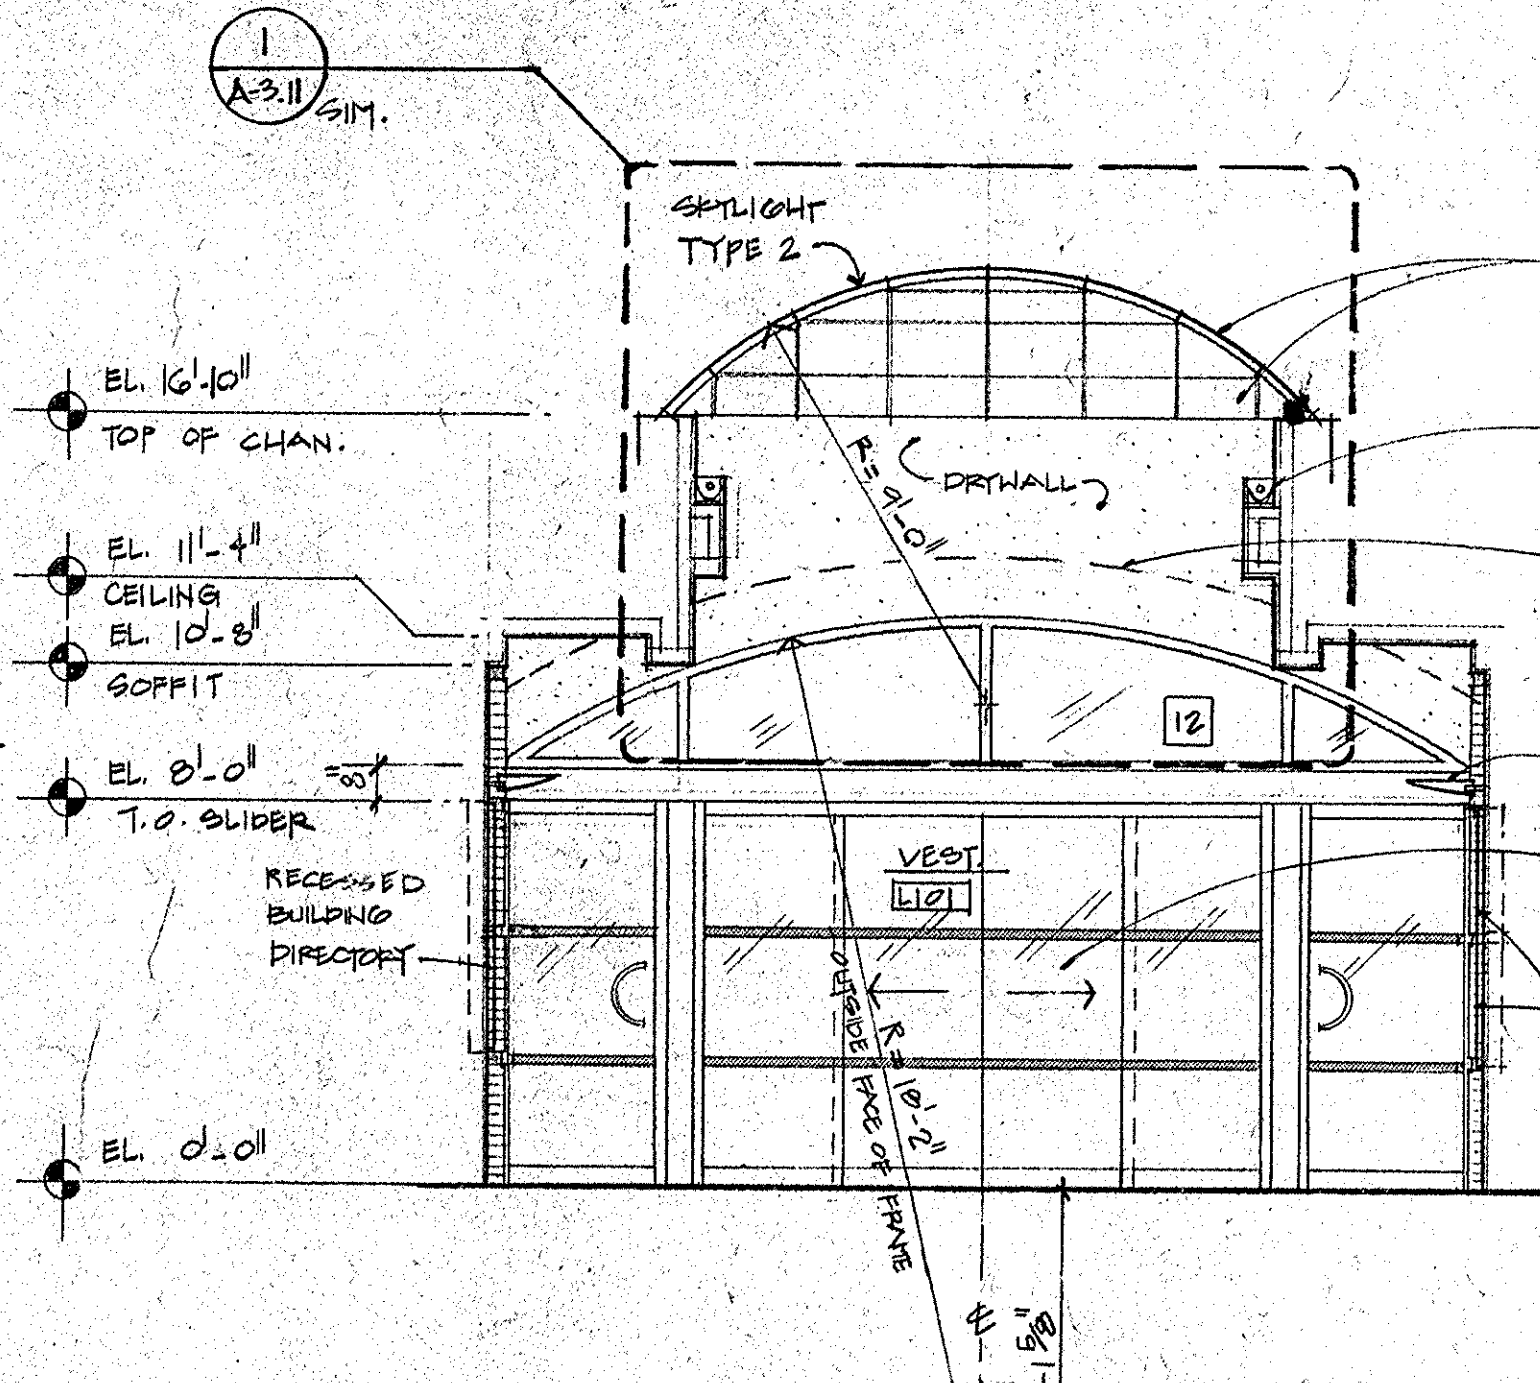 1
A-3.11
SIM.
SKYLIGHT
TYPE 2
EL. 16'-10"
TOP OF CHAN.
R= 9'-0"
DRYWALL
EL. 11'-4"
CEILING
EL. 10'-8"
SOFFIT
12
EL. 8'-0"
8"
T.O. SLIDER
VEST.
L101
RECESSED
BUILDING
DIRECTORY
R= 18'-2"
OUTSIDE FACE OF FRAME
EL. 0'-0"